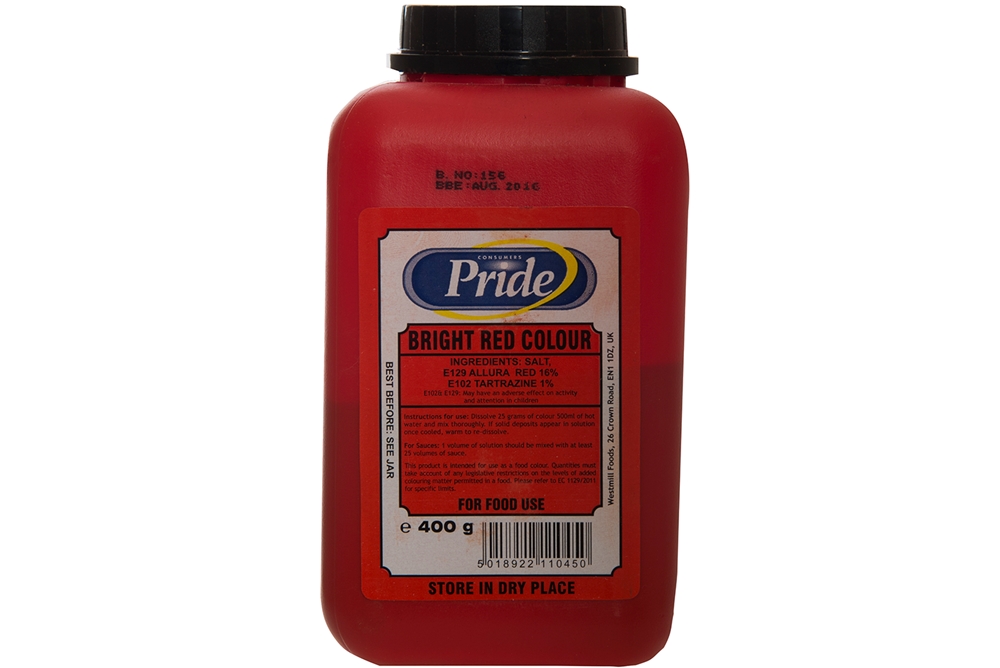 B. NO:156
BBE:AUG. 2016
CONSUMERS
Pride
BRIGHT RED COLOUR
INGREDIENTS: SALT,
E129 ALLURA RED 16%
E102 TARTRAZINE 1%
E102& E129: May have an adverse effect on activity
and attention in children
Instructions for use: Dissolve 25 grams of colour 500ml of hot
water and mix thoroughly. If solid deposits appear in solution
once cooled, warm to re-dissolve.
For Sauces: 1 volume of solution should be mixed with at least
25 volumes of sauce.
This product is intended for use as a food colour. Quantities must
take account of any legislative restrictions on the levels of added
colouring matter permitted in a food. Please refer to EC 1129/2011
for specific limits.
FOR FOOD USE
BEST BEFORE: SEE JAR
Westmill Foods, 26 Crown Road, EN1 1DZ, UK
e 400 g
5 018922 110450
STORE IN DRY PLACE